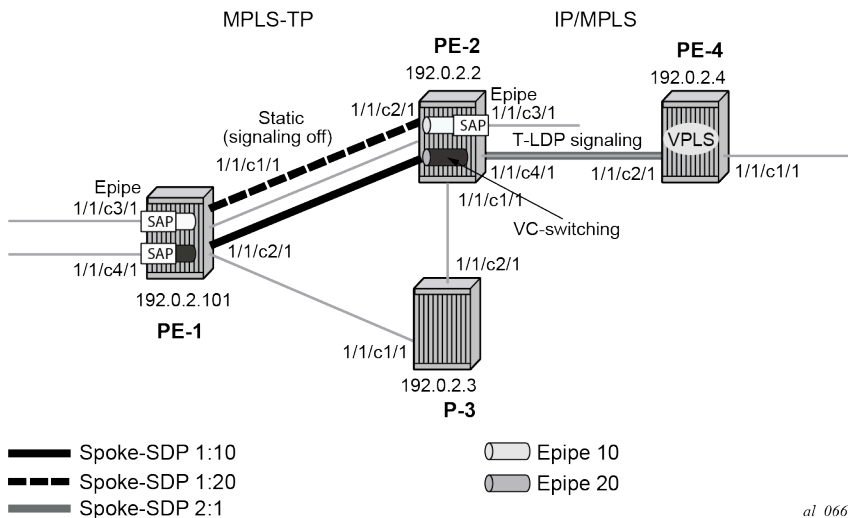 MPLS-TP
IP/MPLS
PE-2
192.0.2.2
PE-4
192.0.2.4
Static
(signaling off)
1/1/c2/1
Epipe
1/1/c3/1
SAP
T-LDP signaling
VPLS
1/1/c1/1
1/1/c4/1
1/1/c2/1
1/1/c1/1
1/1/c1/1
VC-switching
Epipe
1/1/c3/1
SAP
SAP
1/1/c4/1
1/1/c2/1
192.0.2.101
PE-1
1/1/c2/1
1/1/c1/1
192.0.2.3
P-3
Spoke-SDP 1:10
Spoke-SDP 1:20
Spoke-SDP 2:1
Epipe 10
Epipe 20
al_066